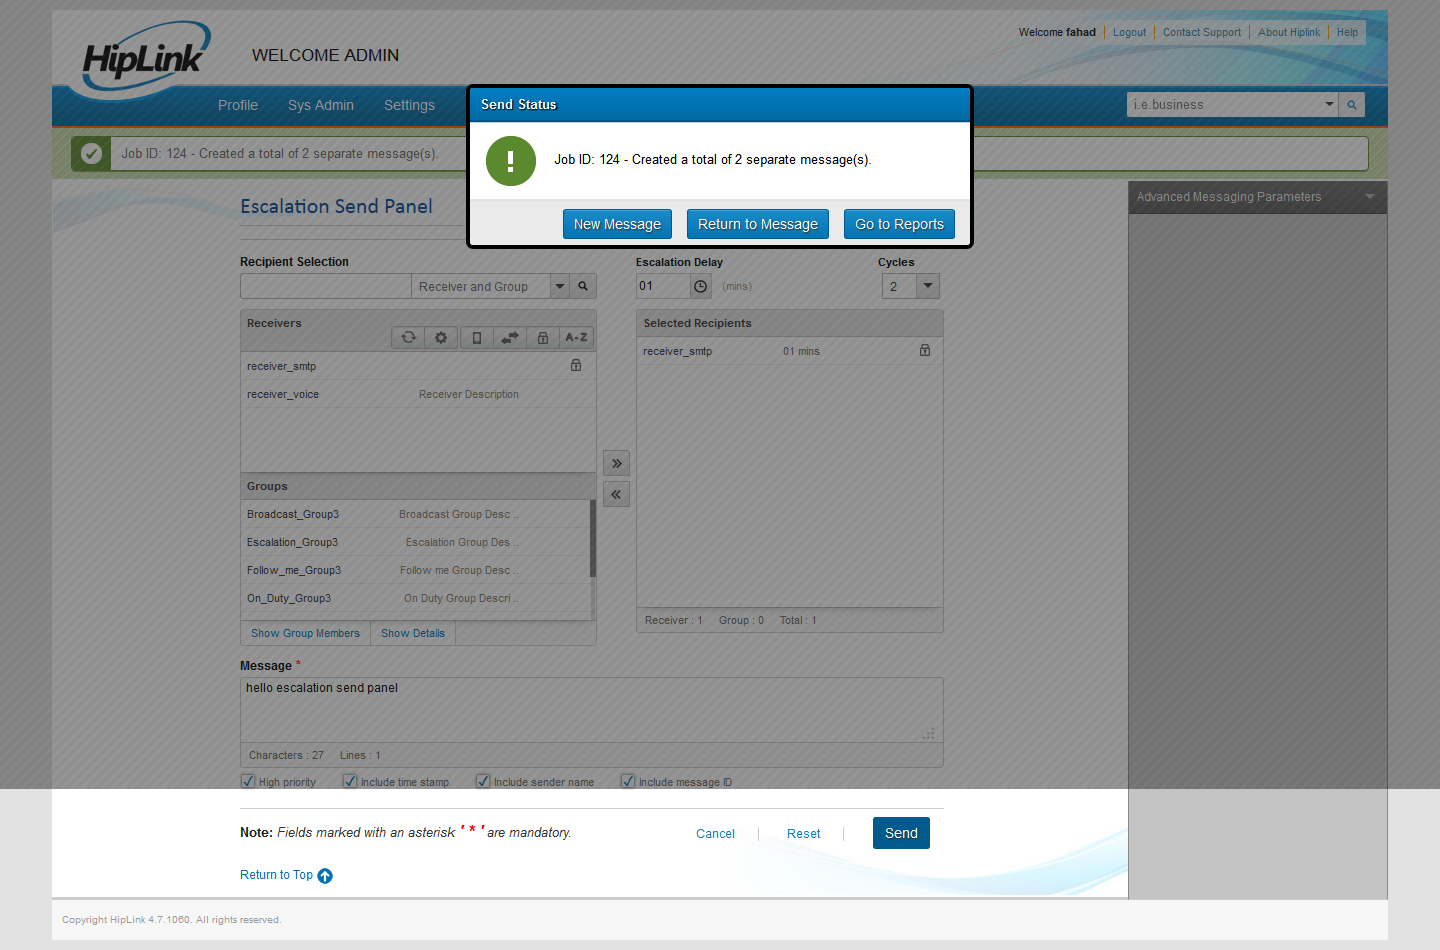 HipLink
WELCOME ADMIN
Welcome fahad
Logout
Contact Support
About Hiplink
Help
Profile
Sys Admin
Settings
i.e.business
Send Status
Job ID: 124 - Created a total of 2 separate message(s).
New Message
Return to Message
Go to Reports
Job ID: 124 - Created a total of 2 separate message(s).
Escalation Send Panel
Advanced Messaging Parameters
Recipient Selection
Escalation Delay
Cycles
Receiver and Group
01
(mins)
2
Receivers
A-Z
receiver_smtp
receiver_voice Receiver Description
Selected Recipients
receiver_smtp 01 mins
Groups
Broadcast_Group3 Broadcast Group Desc ..
Escalation_Group3 Escalation Group Des ..
Follow_me_Group3 Follow me Group Desc ..
On_Duty_Group3 On Duty Group Descri ..
Show Group Members
Show Details
Receiver : 1 Group : 0 Total : 1
Message *
hello escalation send panel
Characters : 27 Lines : 1
High priority
Include time stamp
Include sender name
Include message ID
Note: Fields marked with an asterisk ' * ' are mandatory.
Cancel
Reset
Send
Return to Top
Copyright HipLink 4.7.1060. All rights reserved.